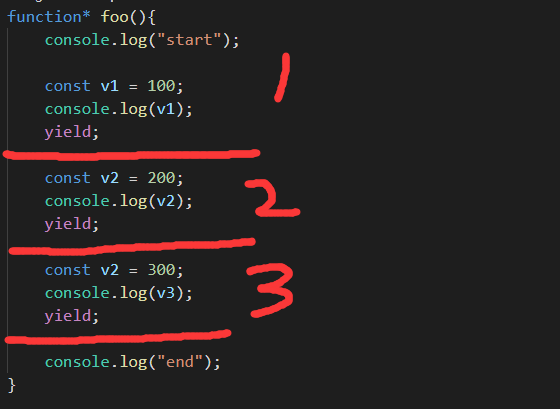 function* foo(){
console.log("start");
1
const v1 = 100;
console.log(v1);
yield;
const v2 = 200;
2
console.log(v2);
yield;
const v2 = 300;
3
console.log(v3);
yield;
console.log("end");
}